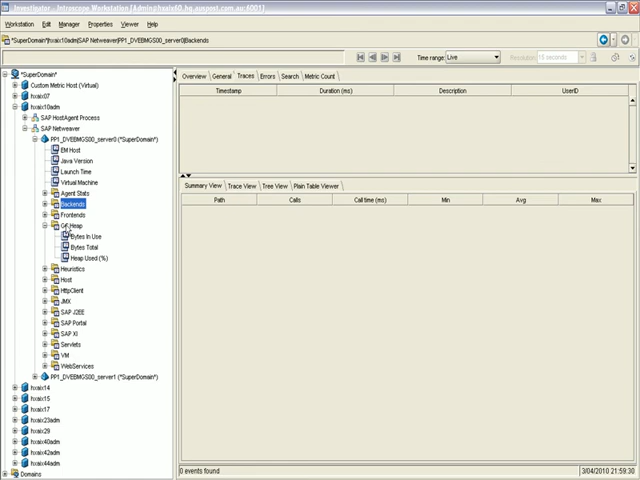 Investigator - Introscope Workstation [Admin@hxaix60.hq.auspost.com.au:6001]
Workstation Edit Manager Properties Viewer Help
*SuperDomain*|hxaix10adm|SAP Netweaver|PP1_DVEBMGS00_server0|Backends
Time range: Live Resolution: 15 seconds
*SuperDomain*
Custom Metric Host (Virtual)
hxaix07
hxaix10adm
SAP HostAgent Process
SAP Netweaver
PP1_DVEBMGS00_server0 (*SuperDomain*)
EM Host
Java Version
Launch Time
Virtual Machine
Agent Stats
Backends
Frontends
GC Heap
Bytes In Use
Bytes Total
Heap Used (%)
Heuristics
Host
HttpClient
JMX
SAP J2EE
SAP Portal
SAP XI
Servlets
VM
WebServices
PP1_DVEBMGS00_server1 (*SuperDomain*)
hxaix14
hxaix15
hxaix17
hxaix23adm
hxaix29
hxaix40adm
hxaix42adm
hxaix44adm
Domains
Overview General Traces Errors Search Metric Count
Timestamp Duration (ms) Description UserID
Summary View Trace View Tree View Plain Table Viewer
Path Calls Call time (ms) Min Avg Max
0 events found 3/04/2010 21:59:30